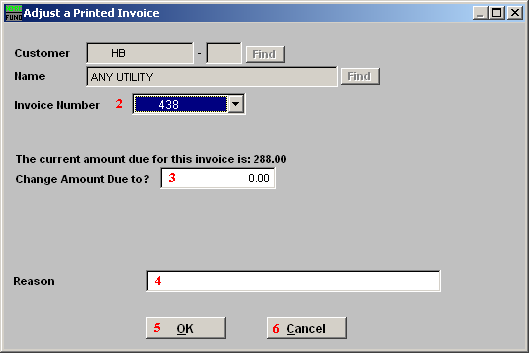 Adjust a Printed Invoice
Customer HB - Find
Name ANY UTILITY Find
Invoice Number 2 438
The current amount due for this invoice is: 288.00
Change Amount Due to? 3 0.00
Reason 4
5 OK 6 Cancel